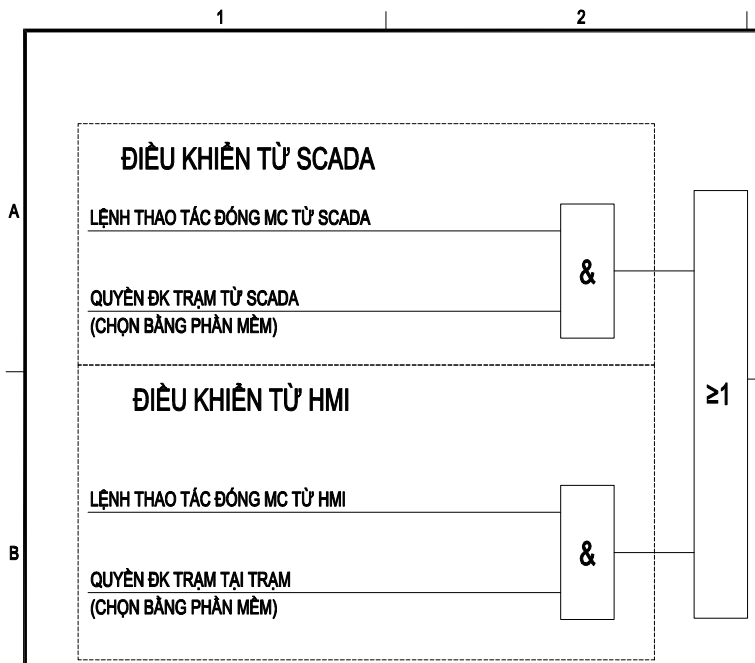 1
2
ĐIỀU KHIỂN TỪ SCADA
A
LỆNH THAO TÁC ĐÓNG MC TỪ SCADA
&
QUYỀN ĐK TRẠM TỪ SCADA
(CHỌN BẰNG PHẦN MỀM)
ĐIỀU KHIỂN TỪ HMI
≥1
LỆNH THAO TÁC ĐÓNG MC TỪ HMI
B
&
QUYỀN ĐK TRẠM TẠI TRẠM
(CHỌN BẰNG PHẦN MỀM)